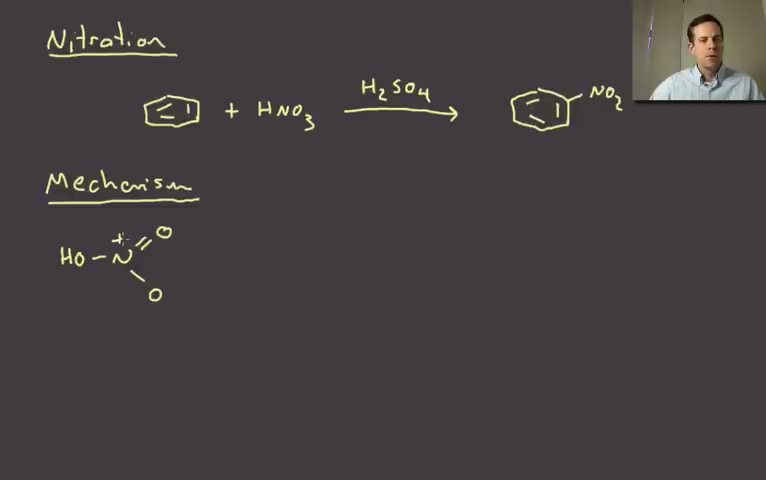 Nitration
+ HNO3 H2SO4 → NO2
Mechanism
HO - N+ = O
O